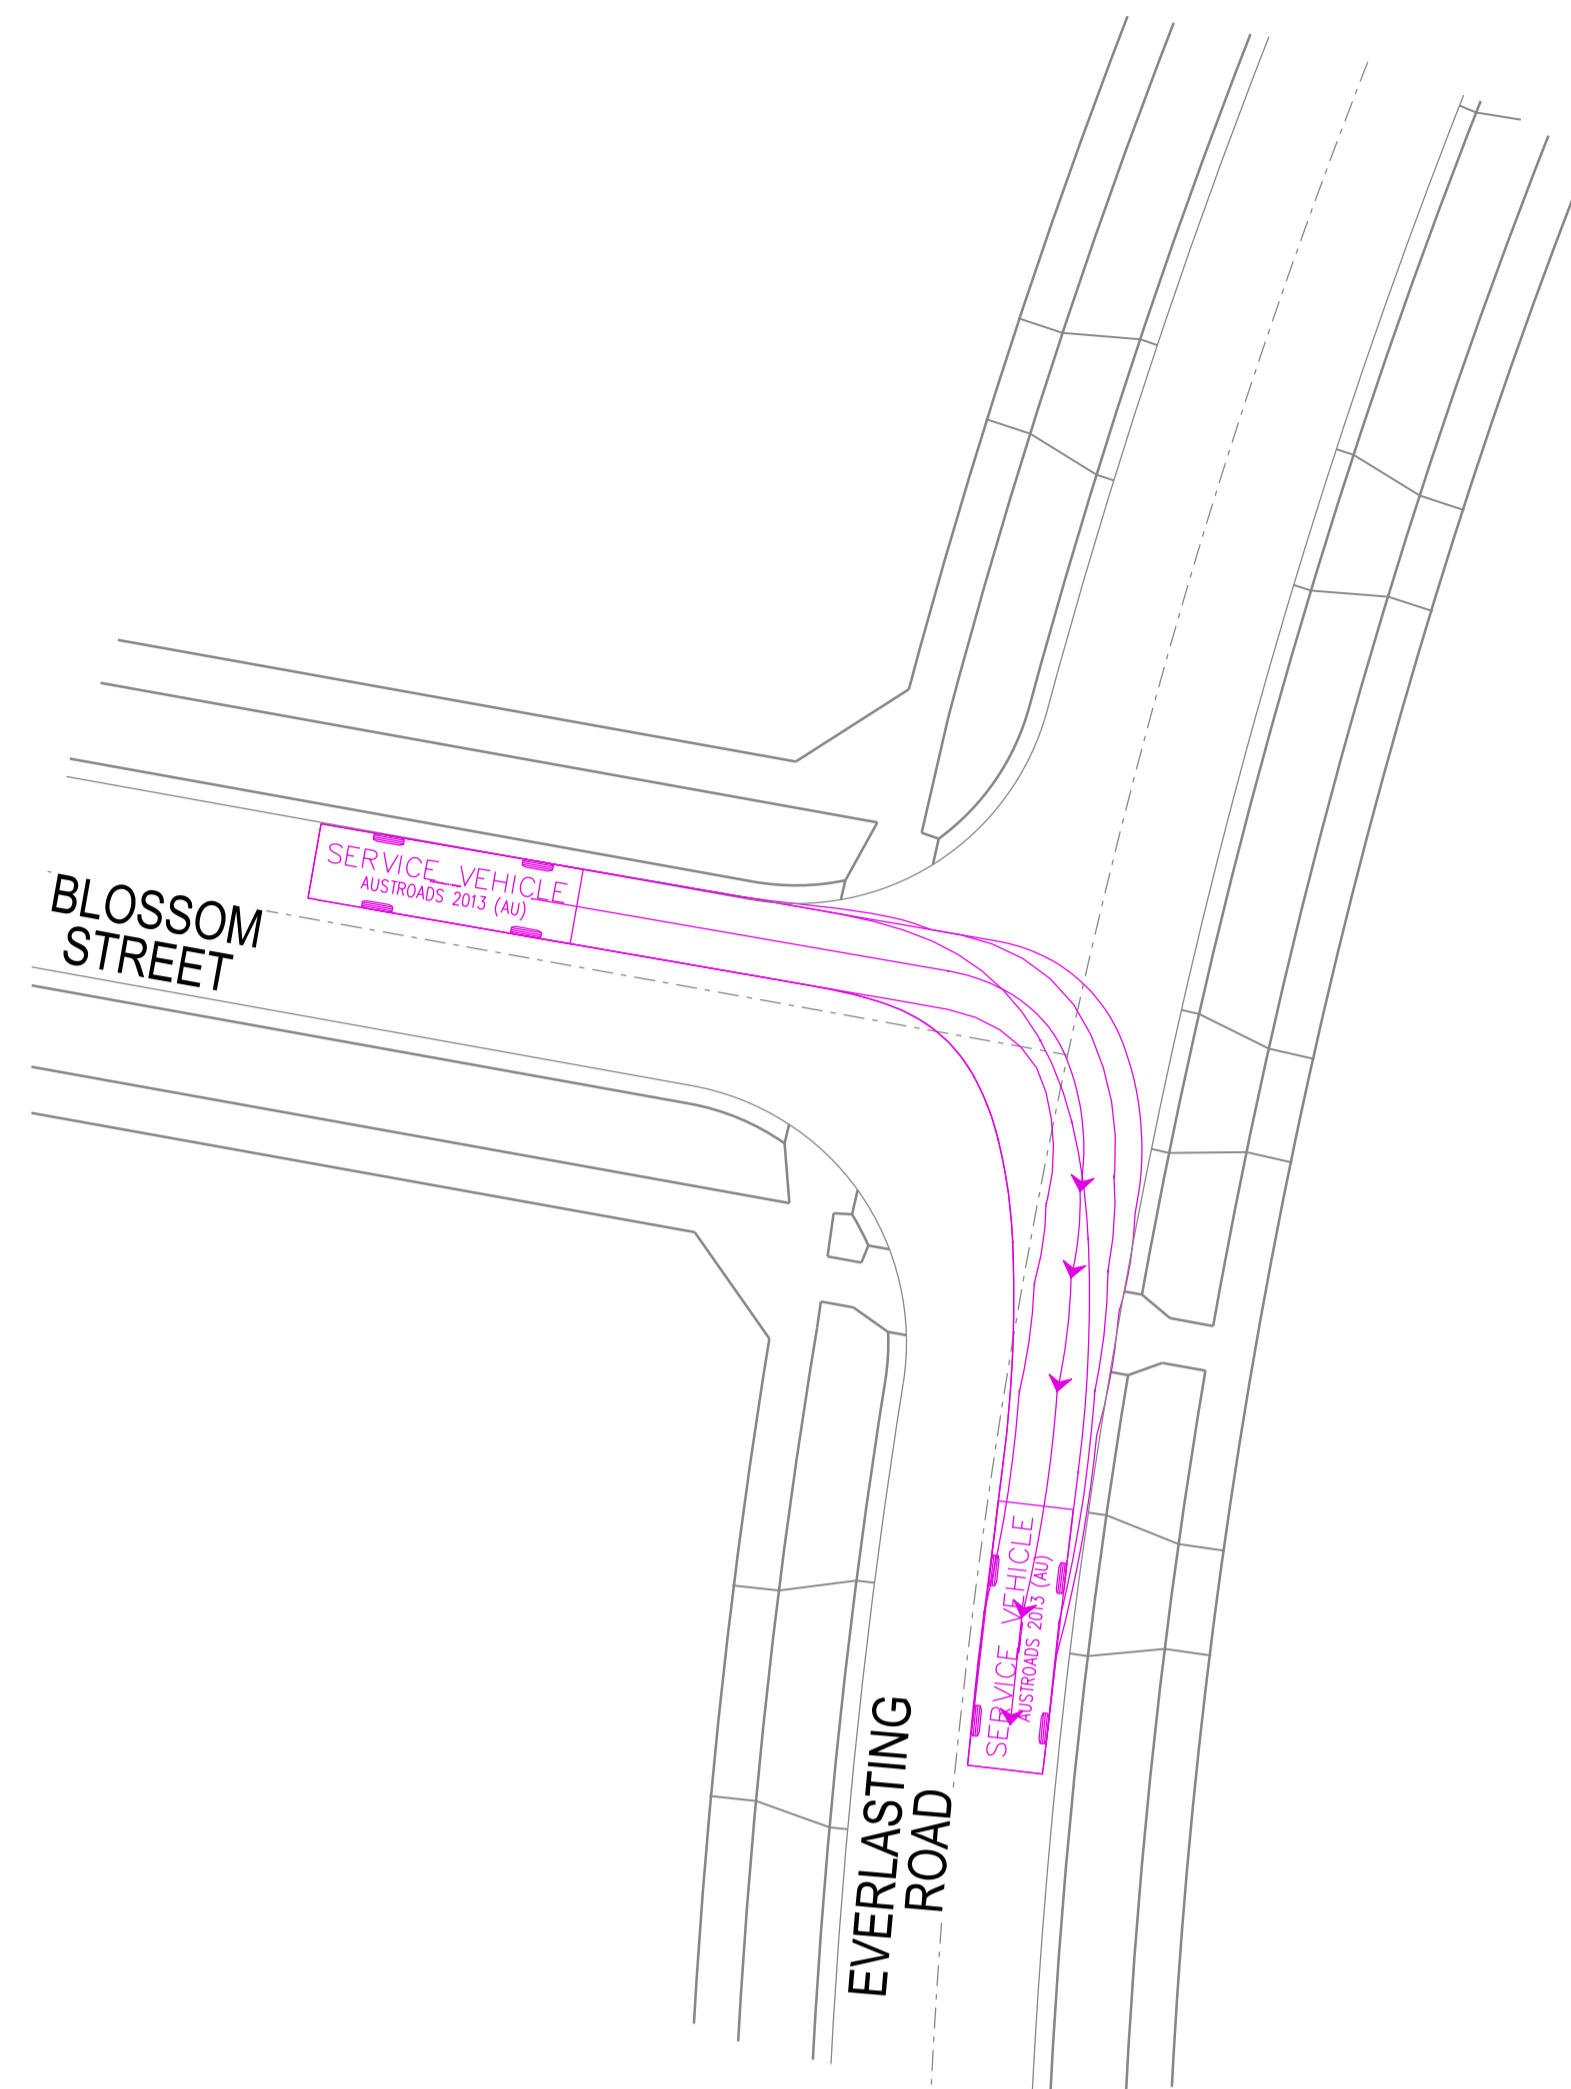 SERVICE VEHICLE
AUSTROADS 2013 (AU)
BLOSSOM
STREET
SERVICE VEHICLE
AUSTROADS 2013 (AU)
EVERLASTING
ROAD